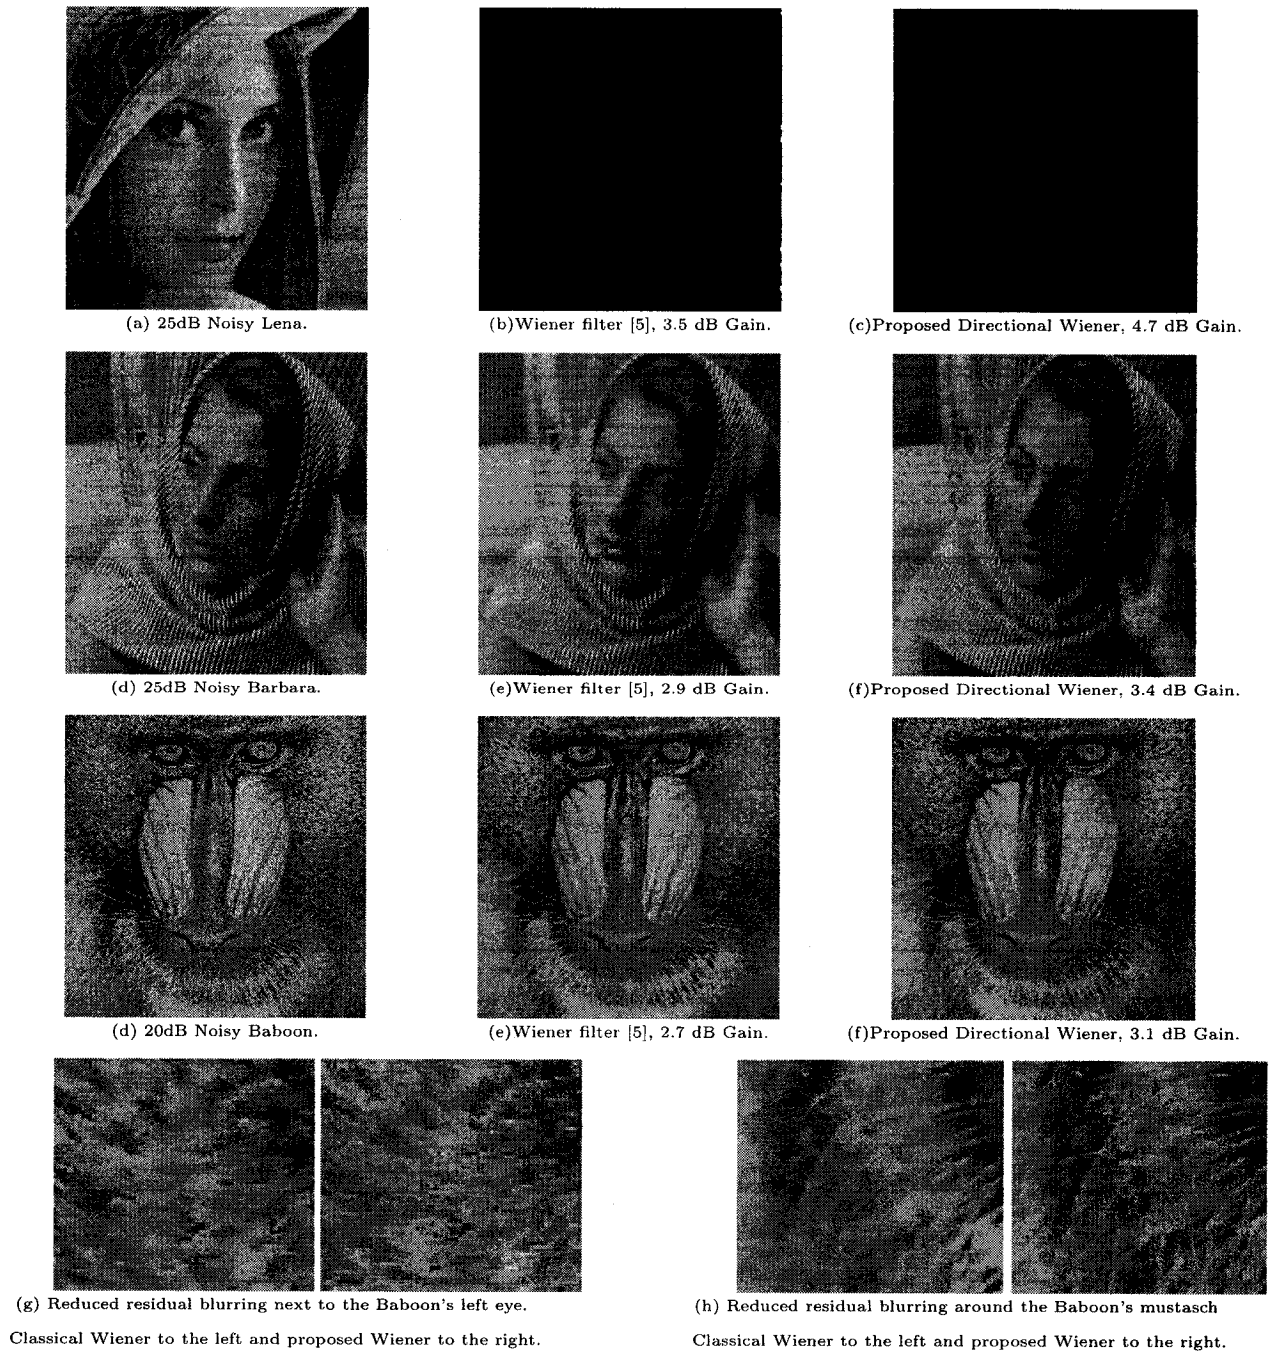 (a) 25dB Noisy Lena.
(b)Wiener filter [5], 3.5 dB Gain.
(c)Proposed Directional Wiener, 4.7 dB Gain.
(d) 25dB Noisy Barbara.
(e)Wiener filter [5], 2.9 dB Gain.
(f)Proposed Directional Wiener, 3.4 dB Gain.
(d) 20dB Noisy Baboon.
(e)Wiener filter [5], 2.7 dB Gain.
(f)Proposed Directional Wiener, 3.1 dB Gain.
(g) Reduced residual blurring next to the Baboon's left eye.
Classical Wiener to the left and proposed Wiener to the right.
(h) Reduced residual blurring around the Baboon's mustasch
Classical Wiener to the left and proposed Wiener to the right.